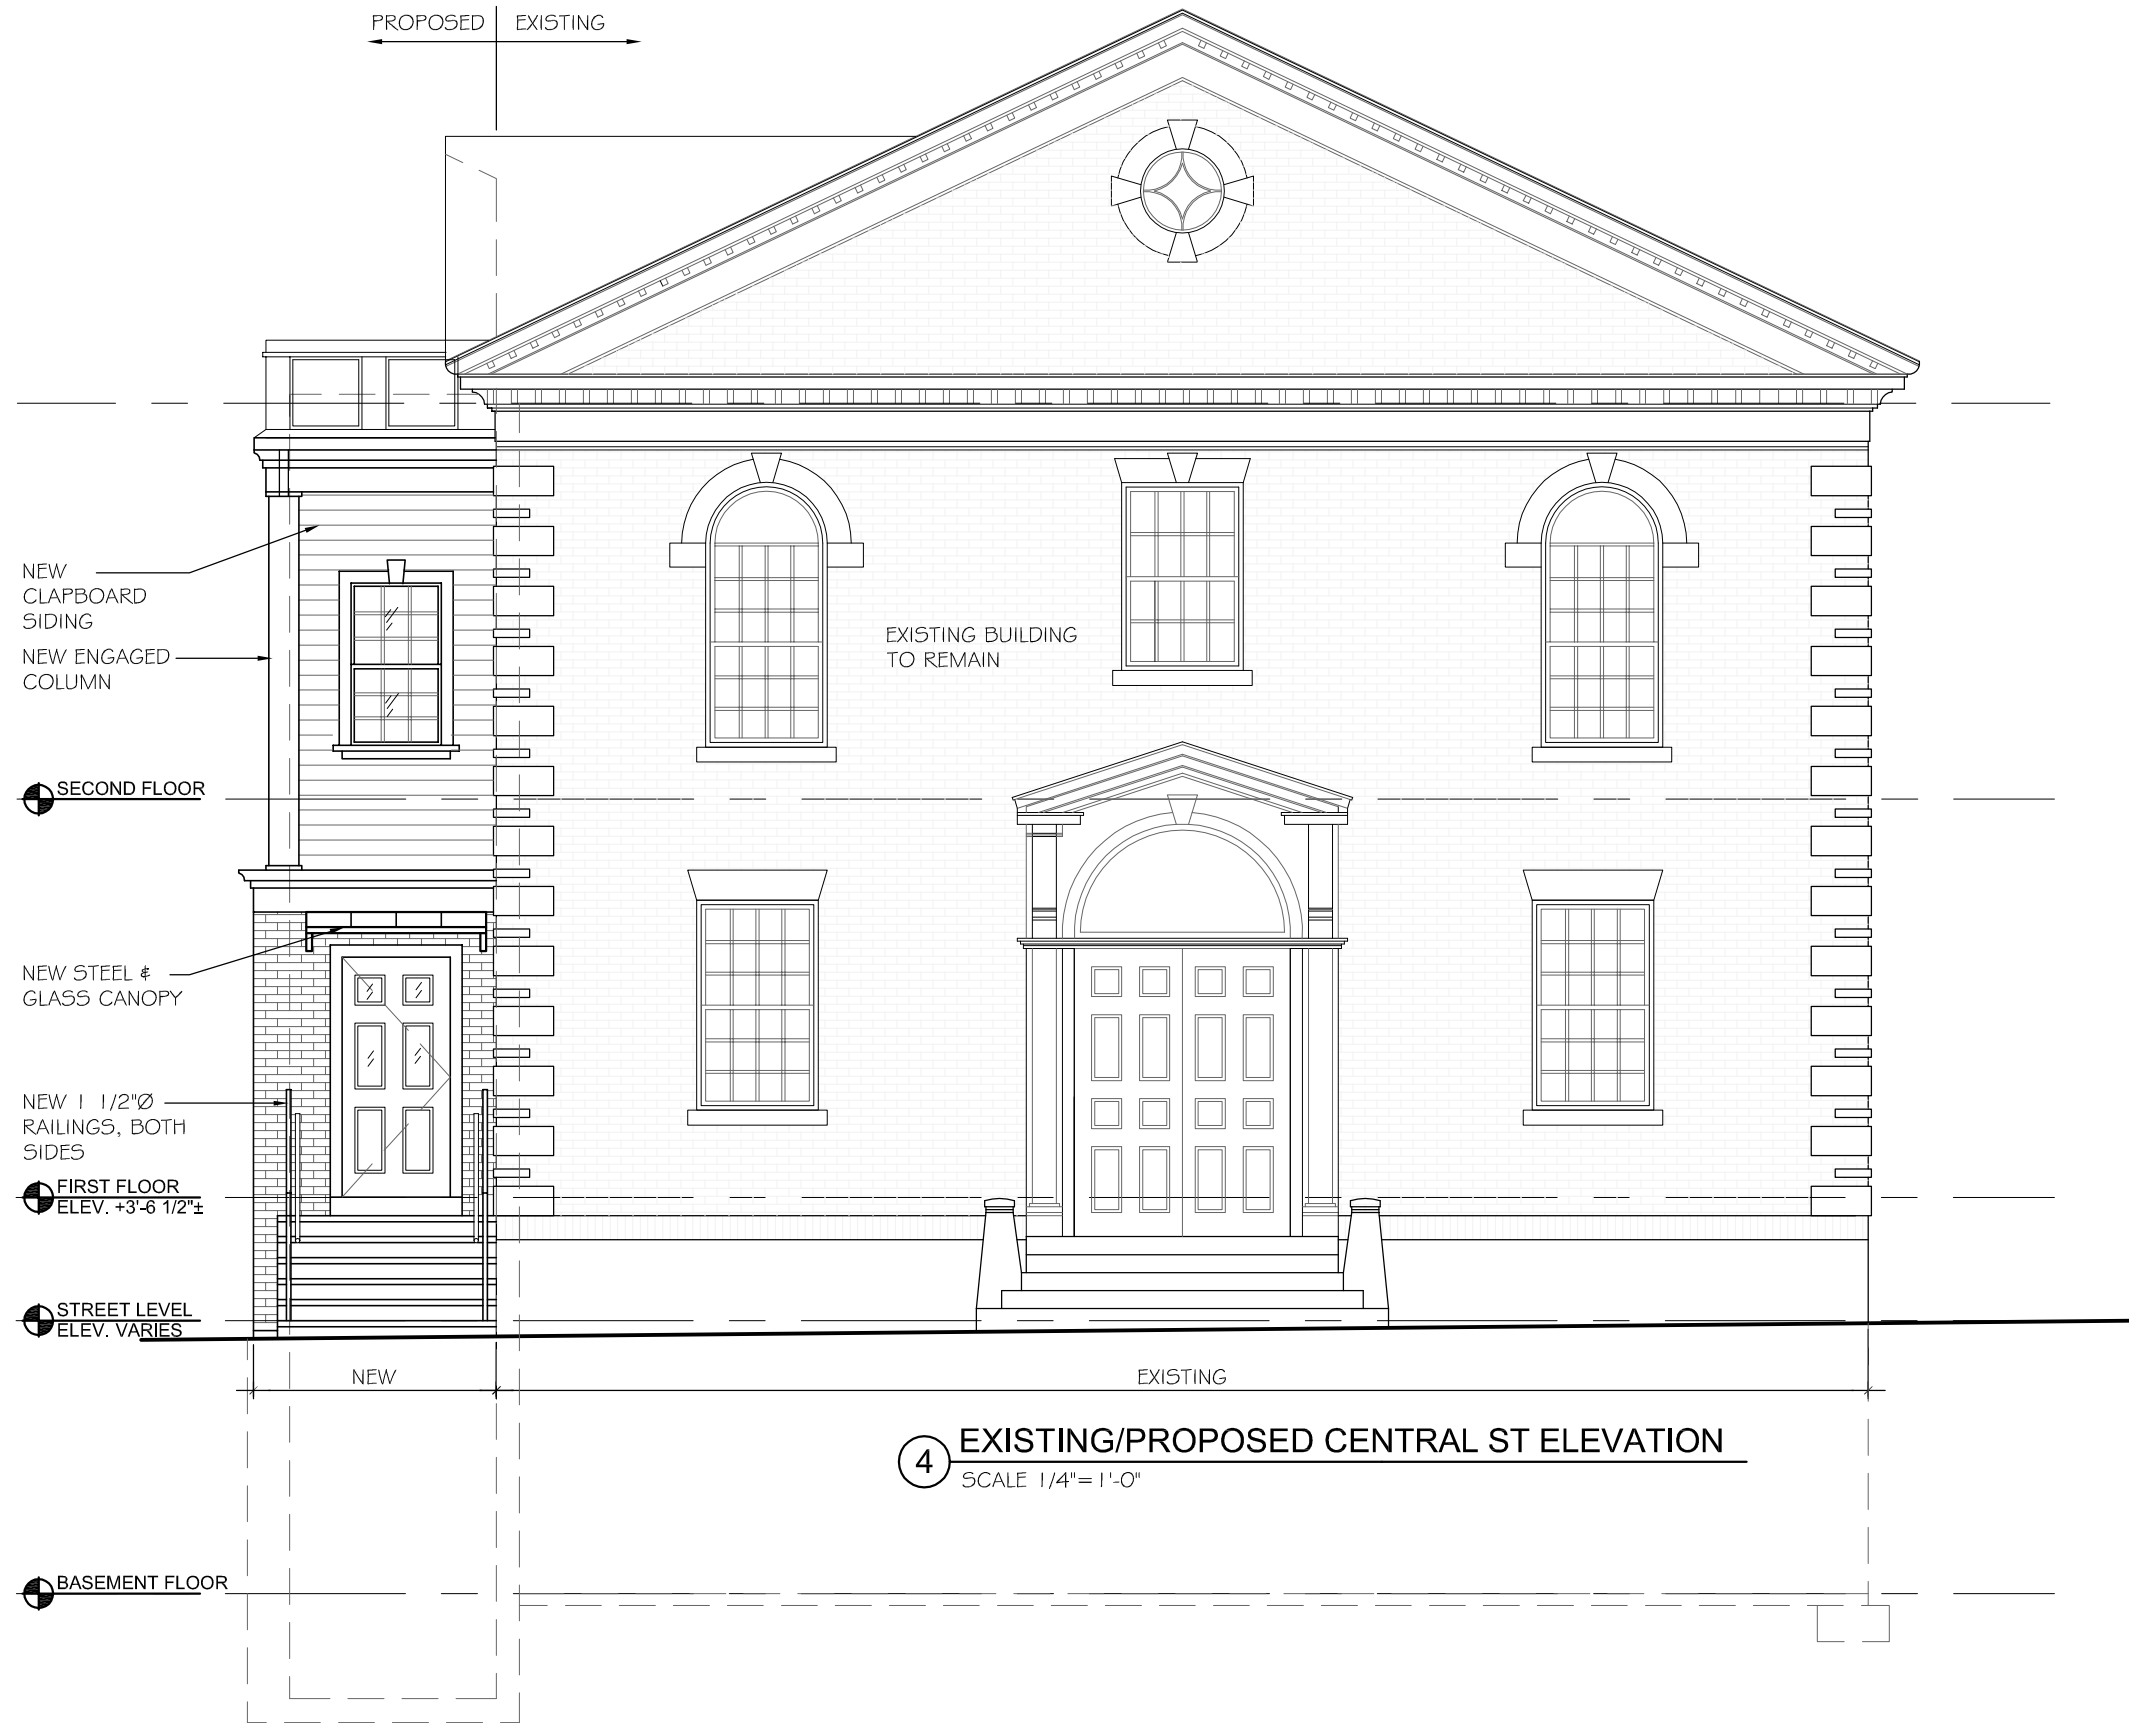 PROPOSED EXISTING
NEW
CLAPBOARD
SIDING
NEW ENGAGED
COLUMN
EXISTING BUILDING
TO REMAIN
SECOND FLOOR
NEW STEEL &
GLASS CANOPY
NEW 1 1/2"Ø
RAILINGS, BOTH
SIDES
FIRST FLOOR
ELEV. +3'-6 1/2"±
STREET LEVEL
ELEV. VARIES
NEW EXISTING
4 EXISTING/PROPOSED CENTRAL ST ELEVATION
SCALE 1/4"=1'-0"
BASEMENT FLOOR